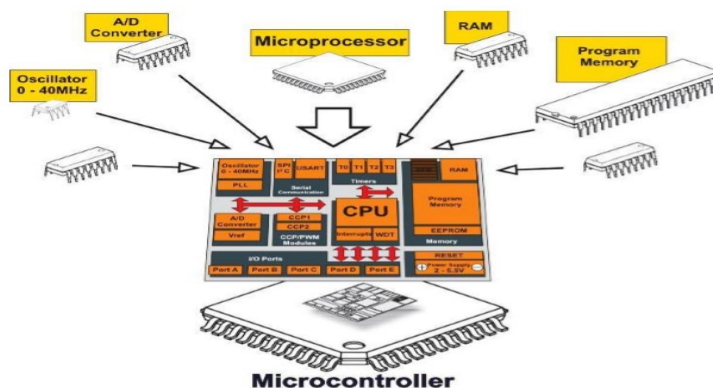 A/D
Converter
Microprocessor
RAM
Program
Memory
Oscillator
0 - 40MHz
Oscillator
0 - 40MHz
PLL
SPI
I²C
USART
Serial
Communication
T0 T1 T2 T3
Timers
RAM
Program
Memory
EEPROM
Memory
CPU
Interrupts
WDT
A/D
Converter
Vref
CCP1
CCP2
CCP/PWM
Modules
I/O Ports
Port A Port B Port C Port D Port E
RESET
Power Supply
2 - 5.5V
Microcontroller